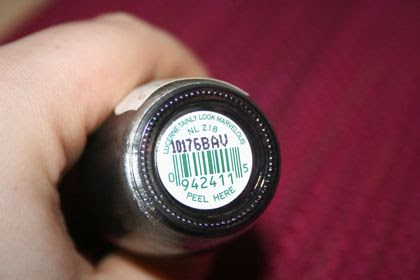 LUCERNE-TAINLY LOOK MARVELOUS
NL Z18
10176BAV
0 942411 5
PEEL HERE